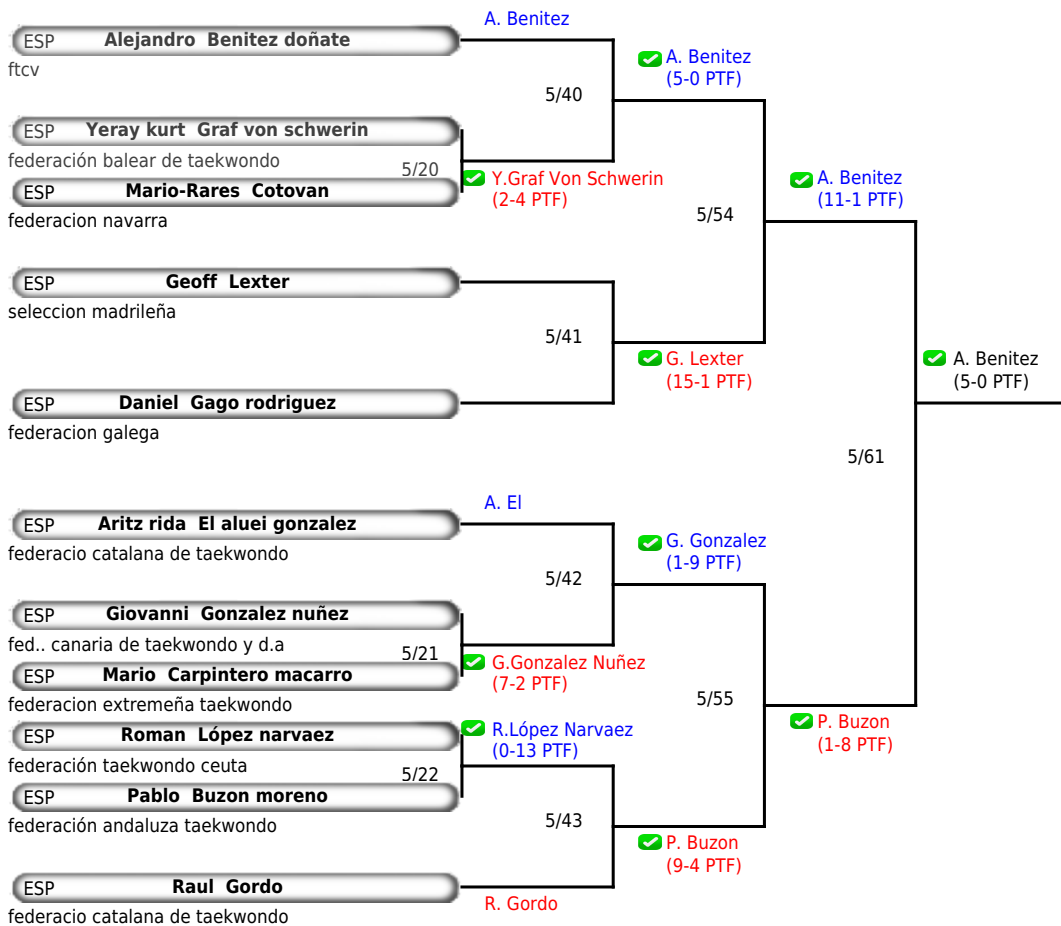 A. Benitez
ESP Alejandro Benitez doñate
ftcv
A. Benitez
(5-0 PTF)
5/40
ESP Yeray kurt Graf von schwerin
federación balear de taekwondo
5/20
Y.Graf Von Schwerin
(2-4 PTF)
ESP Mario-Rares Cotovan
federacion navarra
A. Benitez
(11-1 PTF)
5/54
ESP Geoff Lexter
seleccion madrileña
5/41
G. Lexter
(15-1 PTF)
A. Benitez
(5-0 PTF)
ESP Daniel Gago rodriguez
federacion galega
5/61
A. El
ESP Aritz rida El aluei gonzalez
federacio catalana de taekwondo
G. Gonzalez
(1-9 PTF)
5/42
ESP Giovanni Gonzalez nuñez
fed.. canaria de taekwondo y d.a
5/21
G.Gonzalez Nuñez
(7-2 PTF)
ESP Mario Carpintero macarro
federacion extremeña taekwondo
5/55
P. Buzon
(1-8 PTF)
ESP Roman López narvaez
R.López Narvaez
(0-13 PTF)
federación taekwondo ceuta
5/22
ESP Pablo Buzon moreno
federación andaluza taekwondo
5/43
P. Buzon
(9-4 PTF)
ESP Raul Gordo
R. Gordo
federacio catalana de taekwondo